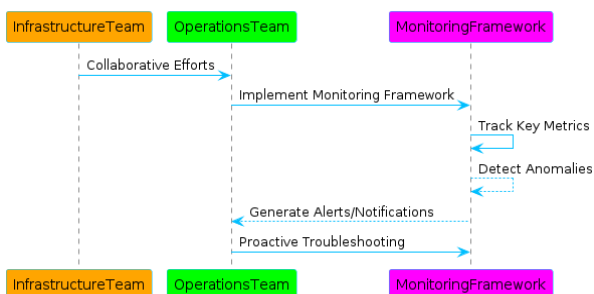 InfrastructureTeam
OperationsTeam
MonitoringFramework
Collaborative Efforts
Implement Monitoring Framework
Track Key Metrics
Detect Anomalies
Generate Alerts/Notifications
Proactive Troubleshooting
InfrastructureTeam
OperationsTeam
MonitoringFramework